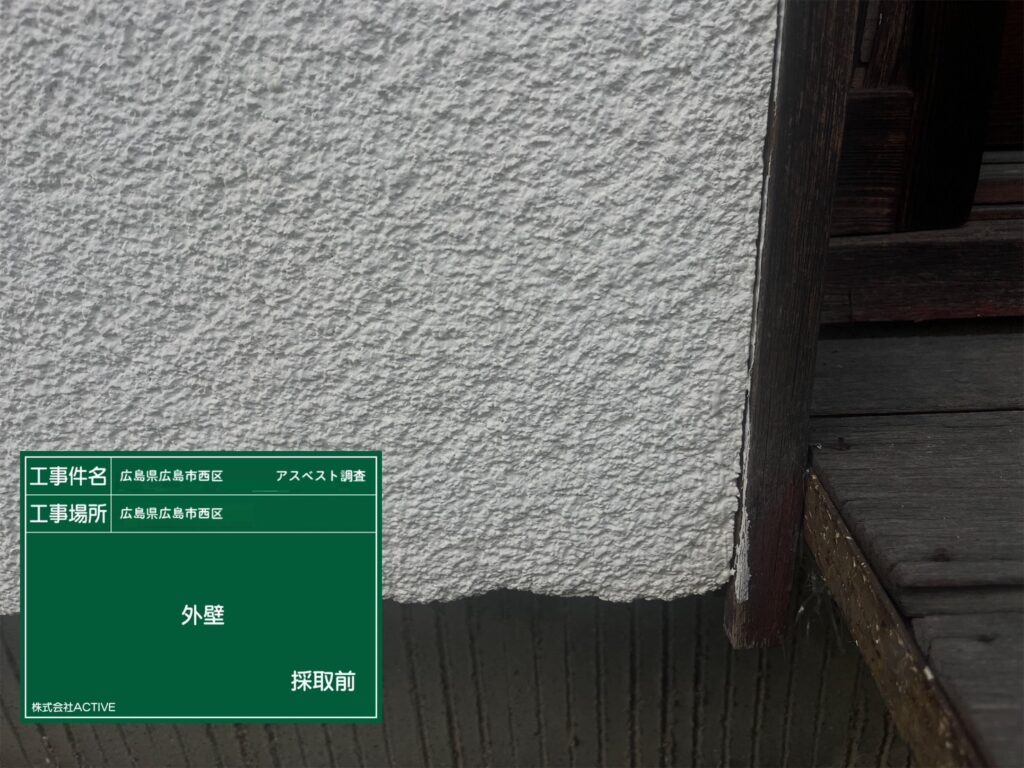 工事件名 広島県広島市西区 アスベスト調査
工事場所 広島県広島市西区
外壁
採取前
株式会社ACTIVE